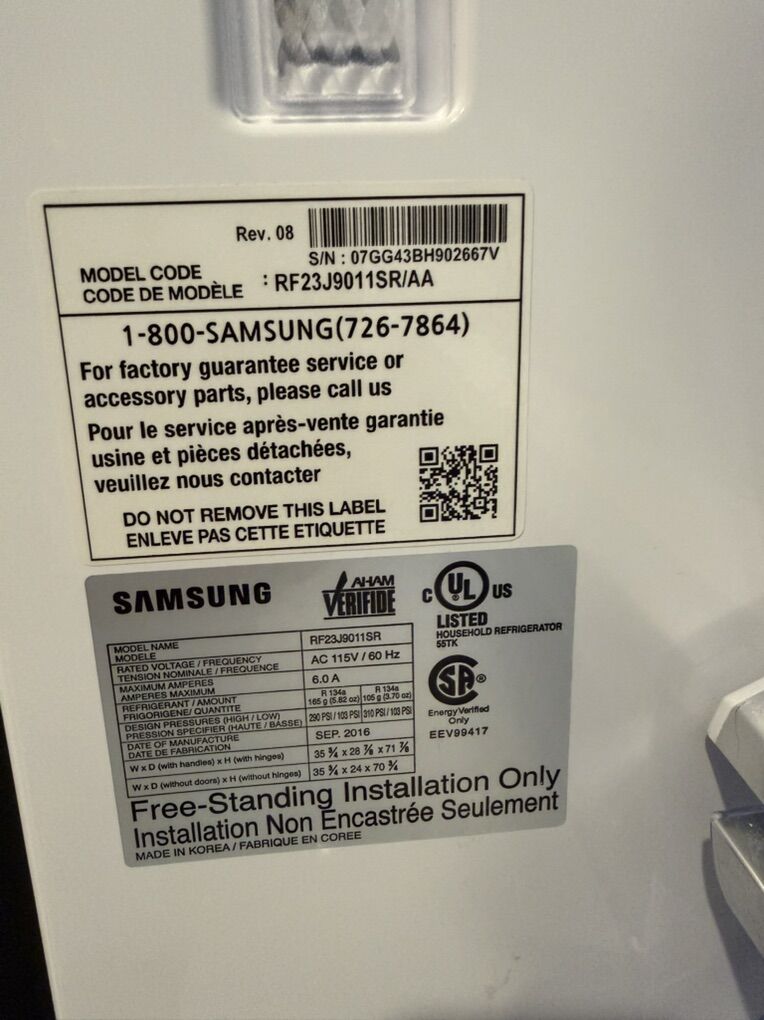 Rev. 08
S/N : 07GG43BH902667V
MODEL CODE
CODE DE MODÈLE : RF23J9011SR/AA
1-800-SAMSUNG(726-7864)
For factory guarantee service or
accessory parts, please call us
Pour le service après-vente garantie
usine et pièces détachées,
veuillez nous contacter
DO NOT REMOVE THIS LABEL
ENLEVE PAS CETTE ETIQUETTE
SAMSUNG
AHAM
VERIFIDE
C UL US
LISTED
HOUSEHOLD REFRIGERATOR
55TK
MODEL NAME
MODELE
RF23J9011SR
RATED VOLTAGE / FREQUENCY
TENSION NOMINALE / FREQUENCE
AC 115V / 60 Hz
MAXIMUM AMPERES
AMPERES MAXIMUM
6.0 A
REFRIGERANT / AMOUNT
FRIGORIGENE/ QUANTITE
R 134a
165 g (5.82 oz)
R 134a
105 g (3.70 oz)
DESIGN PRESSURES (HIGH / LOW)
PRESSION SPECIFIER (HAUTE / BASSE)
290 PSI / 103 PSI
310 PSI / 103 PSI
DATE OF MANUFACTURE
DATE DE FABRICATION
SEP. 2016
W x D (with handles) x H (with hinges)
35 ¾ x 28 ⅞ x 71 ⅞
W x D (without doors) x H (without hinges)
35 ¾ x 24 x 70 ¾
SA ®
Energy Verified
Only
EEV99417
Free-Standing Installation Only
Installation Non Encastrée Seulement
MADE IN KOREA / FABRIQUE EN COREE